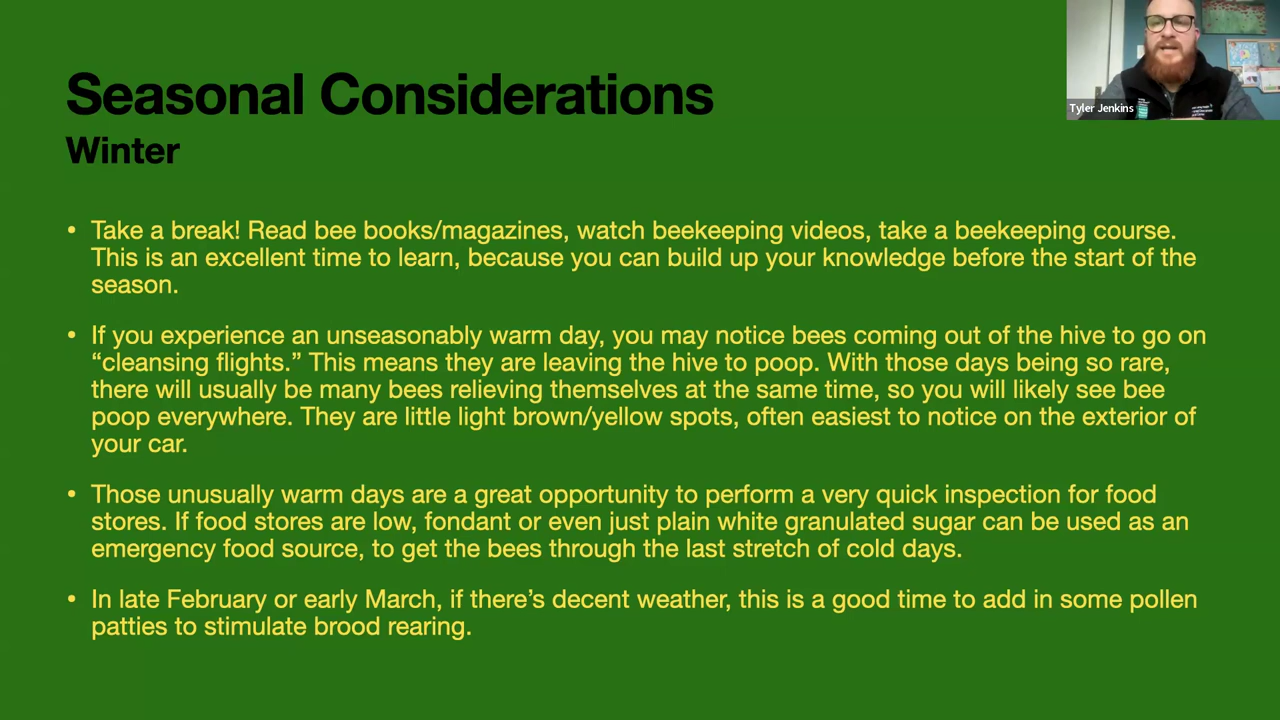 Seasonal Considerations
Winter
Tyler Jenkins
• Take a break! Read bee books/magazines, watch beekeeping videos, take a beekeeping course.
This is an excellent time to learn, because you can build up your knowledge before the start of the
season.
• If you experience an unseasonably warm day, you may notice bees coming out of the hive to go on
“cleansing flights.” This means they are leaving the hive to poop. With those days being so rare,
there will usually be many bees relieving themselves at the same time, so you will likely see bee
poop everywhere. They are little light brown/yellow spots, often easiest to notice on the exterior of
your car.
• Those unusually warm days are a great opportunity to perform a very quick inspection for food
stores. If food stores are low, fondant or even just plain white granulated sugar can be used as an
emergency food source, to get the bees through the last stretch of cold days.
• In late February or early March, if there’s decent weather, this is a good time to add in some pollen
patties to stimulate brood rearing.